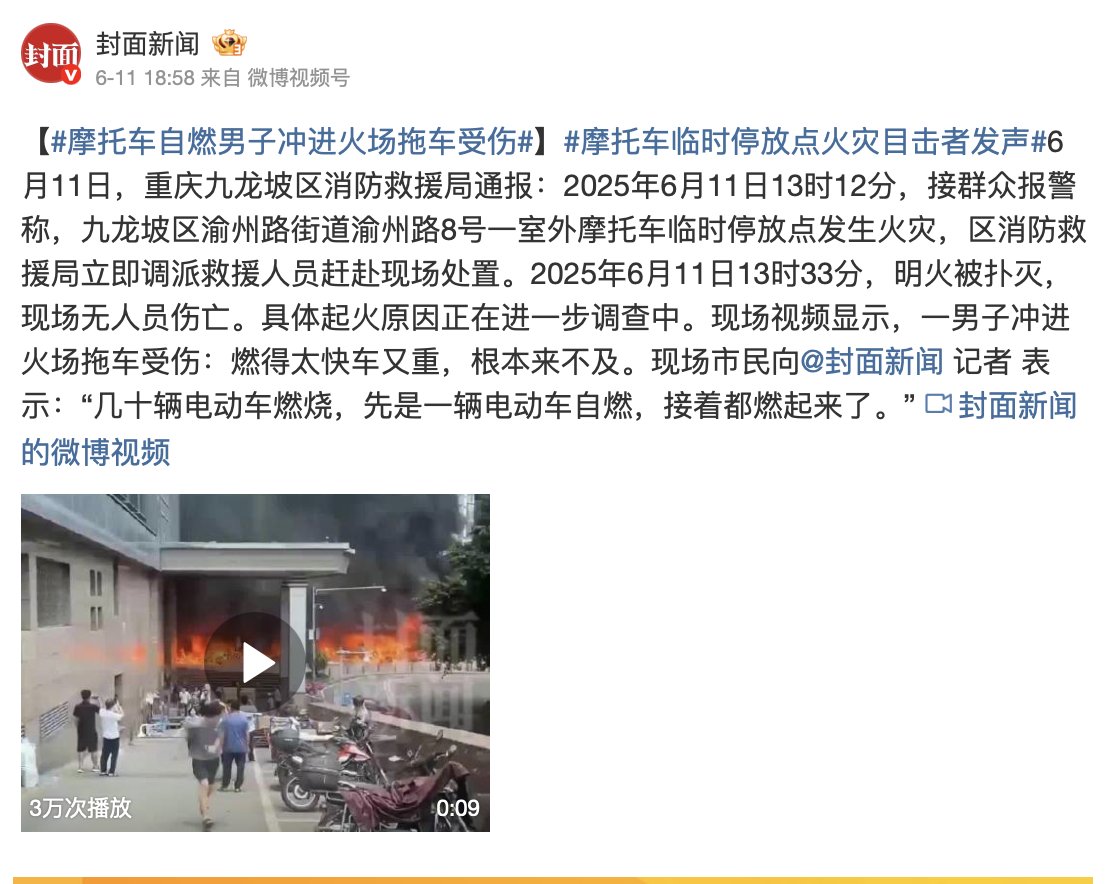 封面
封面新闻
6-11 18:58 来自 微博视频号
【#摩托车自燃男子冲进火场拖车受伤#】#摩托车临时停放点火灾目击者发声#6
月11日，重庆九龙坡区消防救援局通报：2025年6月11日13时12分，接群众报警
称，九龙坡区渝州路街道渝州路8号一室外摩托车临时停放点发生火灾，区消防救
援局立即调派救援人员赶赴现场处置。2025年6月11日13时33分，明火被扑灭，
现场无人员伤亡。具体起火原因正在进一步调查中。现场视频显示，一男子冲进
火场拖车受伤：燃得太快车又重，根本来不及。现场市民向@封面新闻 记者 表
示：“几十辆电动车燃烧，先是一辆电动车自燃，接着都燃起来了。” 封面新闻
的微博视频
封面
3万次播放
0:09